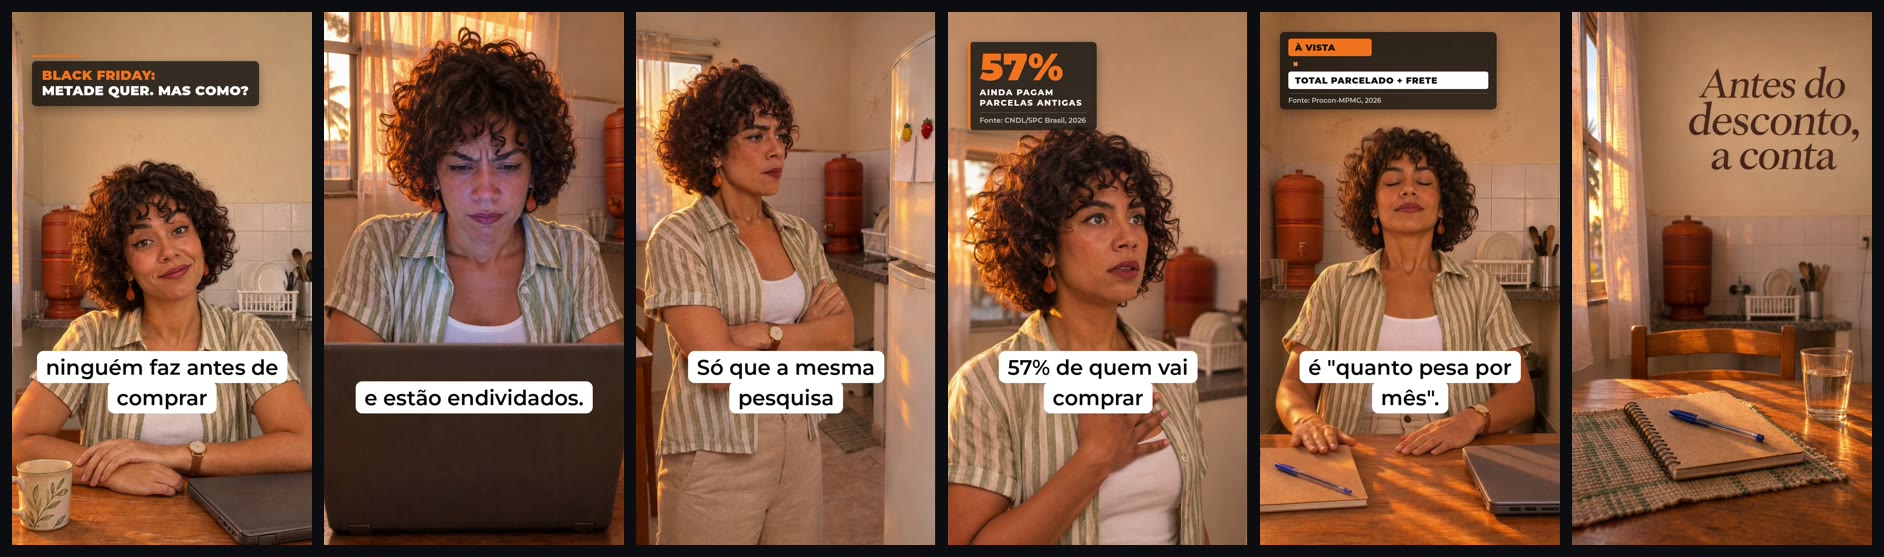 BLACK FRIDAY:
METADE QUER. MAS COMO?
ninguém faz antes de
comprar
e estão endividados.
Só que a mesma
pesquisa
57%
AINDA PAGAM
PARCELAS ANTIGAS
Fonte: CNDL/SPC Brasil, 2026
57% de quem vai
comprar
À VISTA
×
TOTAL PARCELADO + FRETE
Fonte: Procon-MPMG, 2026
é "quanto pesa por
mês".
Antes do
desconto,
a conta